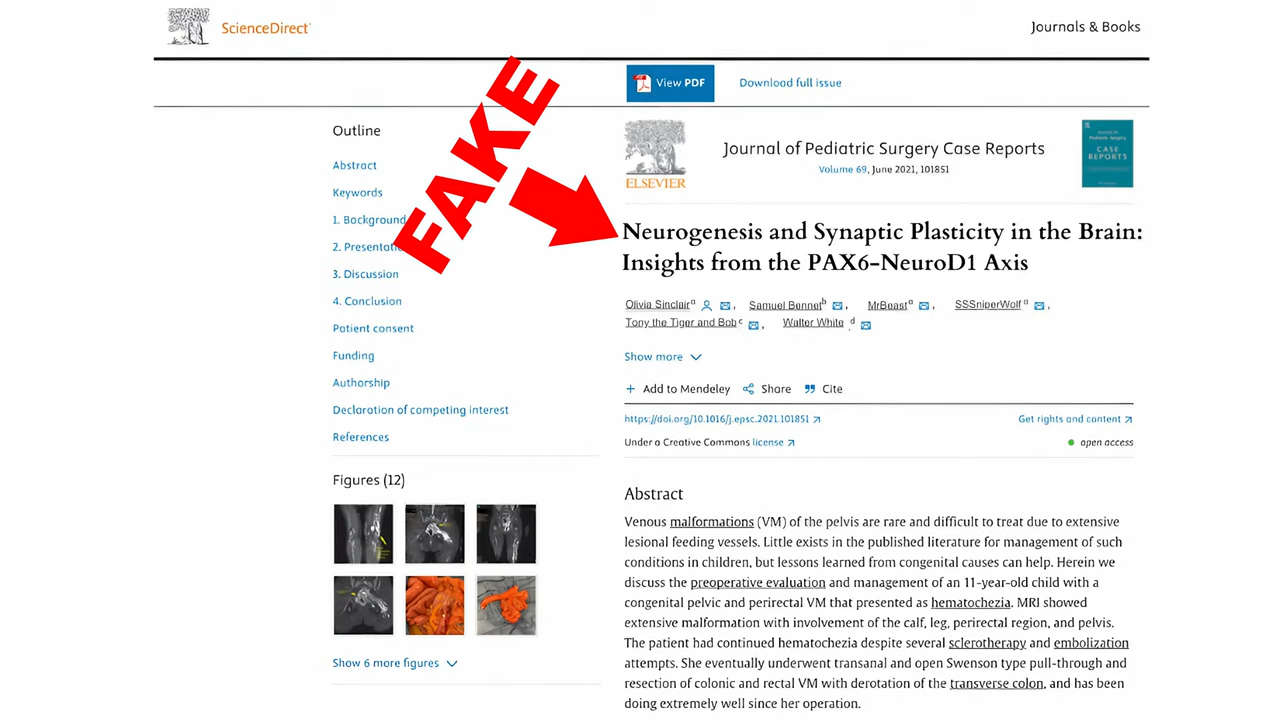 ScienceDirect
Journals & Books
View PDF
Download full issue
FAKE
Outline
Abstract
Keywords
1. Background
2. Presentatio
3. Discussion
4. Conclusion
Patient consent
Funding
Authorship
Declaration of competing interest
References
Figures (12)
Show 6 more figures
ELSEVIER
Journal of Pediatric Surgery Case Reports
Volume 69, June 2021, 101851
CASE
REPORTS
Neurogenesis and Synaptic Plasticity in the Brain:
Insights from the PAX6-NeuroD1 Axis
Olivia Sinclair a, Samuel Bennet b, MrBeast a, SSSniperWolf a,
Tony the Tiger and Bob c, Walter White d
Show more
+ Add to Mendeley Share Cite
https://doi.org/10.1016/j.epsc.2021.101851
Get rights and content
Under a Creative Commons license
open access
Abstract
Venous malformations (VM) of the pelvis are rare and difficult to treat due to extensive
lesional feeding vessels. Little exists in the published literature for management of such
conditions in children, but lessons learned from congenital causes can help. Herein we
discuss the preoperative evaluation and management of an 11-year-old child with a
congenital pelvic and perirectal VM that presented as hematochezia. MRI showed
extensive malformation with involvement of the calf, leg, perirectal region, and pelvis.
The patient had continued hematochezia despite several sclerotherapy and embolization
attempts. She eventually underwent transanal and open Swenson type pull-through and
resection of colonic and rectal VM with derotation of the transverse colon, and has been
doing extremely well since her operation.